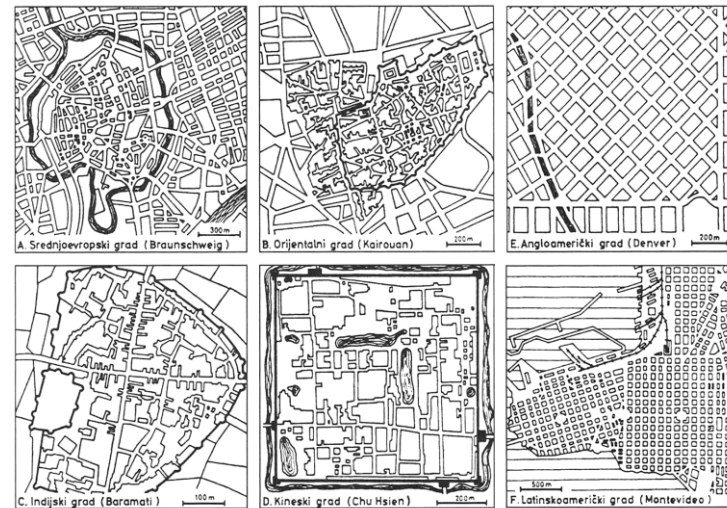 A. Srednjoevropski grad (Braunschweig)
300m
B. Orijentalni grad (Kairouan)
200m
E. Angloamerički grad (Denver)
200m
C. Indijski grad (Baramati)
100m
D. Kineski grad (Chu Hsien)
200m
F. Latinskoamerički grad (Montevideo)
500m